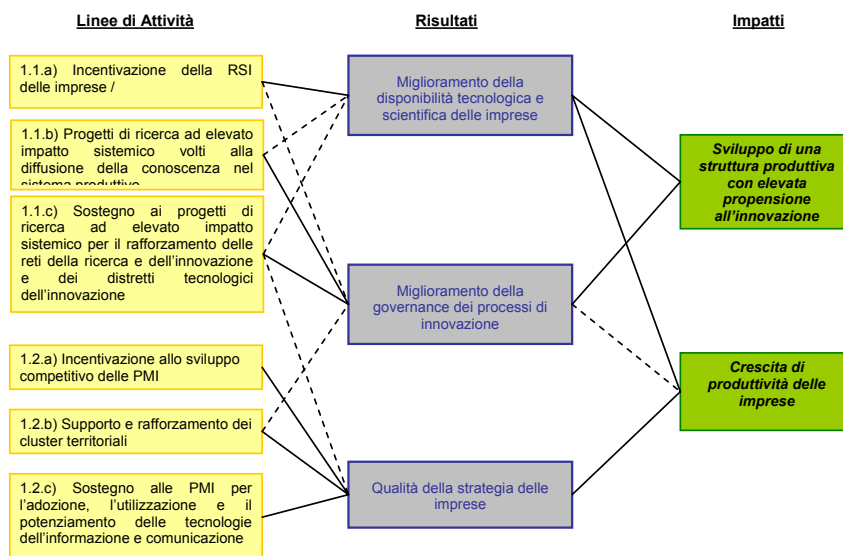 Linee di Attività
Risultati
Impatti
1.1.a) Incentivazione della RSI
delle imprese /
1.1.b) Progetti di ricerca ad elevato
impatto sistemico volti alla
diffusione della conoscenza nel
sistema produttivo
1.1.c) Sostegno ai progetti di
ricerca ad elevato impatto
sistemico per il rafforzamento delle
reti della ricerca e dell'innovazione
e dei distretti tecnologici
dell'innovazione
1.2.a) Incentivazione allo sviluppo
competitivo delle PMI
1.2.b) Supporto e rafforzamento dei
cluster territoriali
1.2.c) Sostegno alle PMI per
l'adozione, l'utilizzazione e il
potenziamento delle tecnologie
dell'informazione e comunicazione
Miglioramento della
disponibilità tecnologica e
scientifica delle imprese
Miglioramento della
governance dei processi di
innovazione
Qualità della strategia delle
imprese
Sviluppo di una
struttura produttiva
con elevata
propensione
all'innovazione
Crescita di
produttività delle
imprese